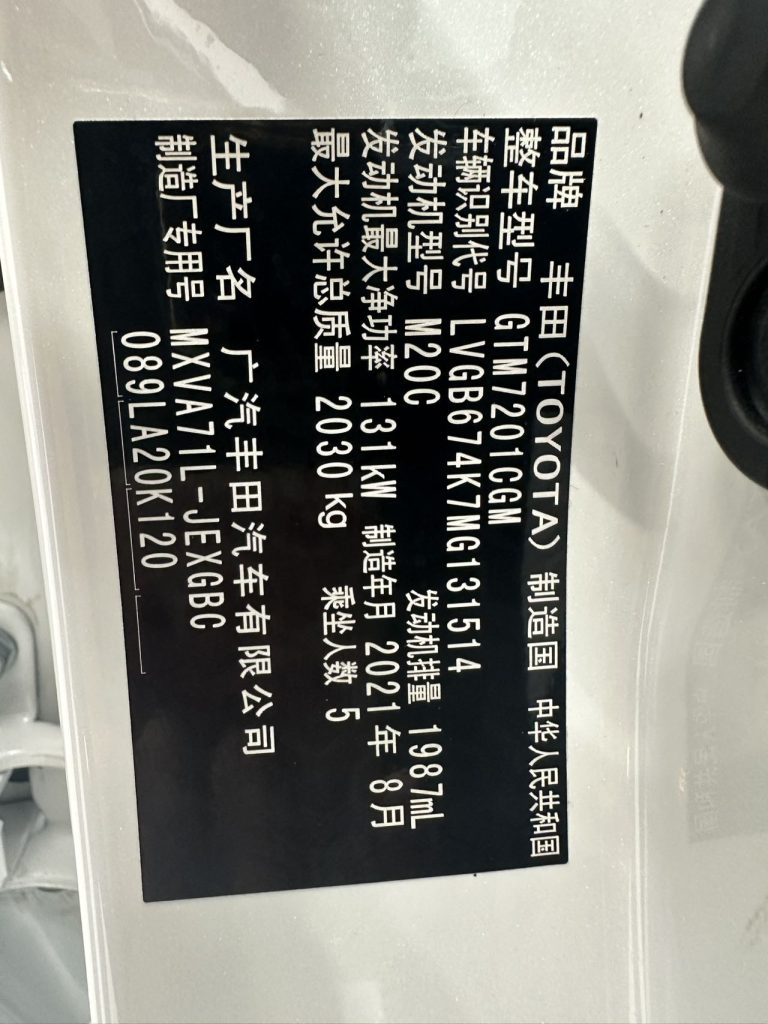 品牌 丰田(TOYOTA) 制造国 中华人民共和国
整车型号 GTM7201CGM
车辆识别代号 LVGB674K7MG131514
发动机型号 M20C 发动机排量 1987mL
发动机最大净功率 131kW 制造年月 2021年 8月
最大允许总质量 2030 kg 乘坐人数 5
生产厂名 广汽丰田汽车有限公司
制造厂专用号 MXVA71L-JEXGBC
089LA20K120